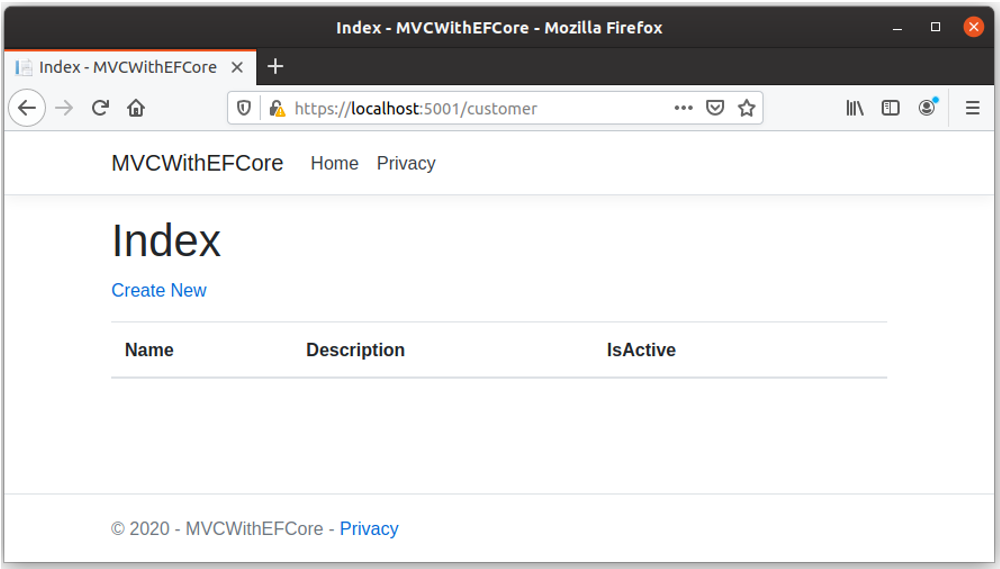 Index - MVCWithEFCore - Mozilla Firefox
Index - MVCWithEFCore
https://localhost:5001/customer
MVCWithEFCore Home Privacy
Index
Create New
Name Description IsActive
© 2020 - MVCWithEFCore - Privacy